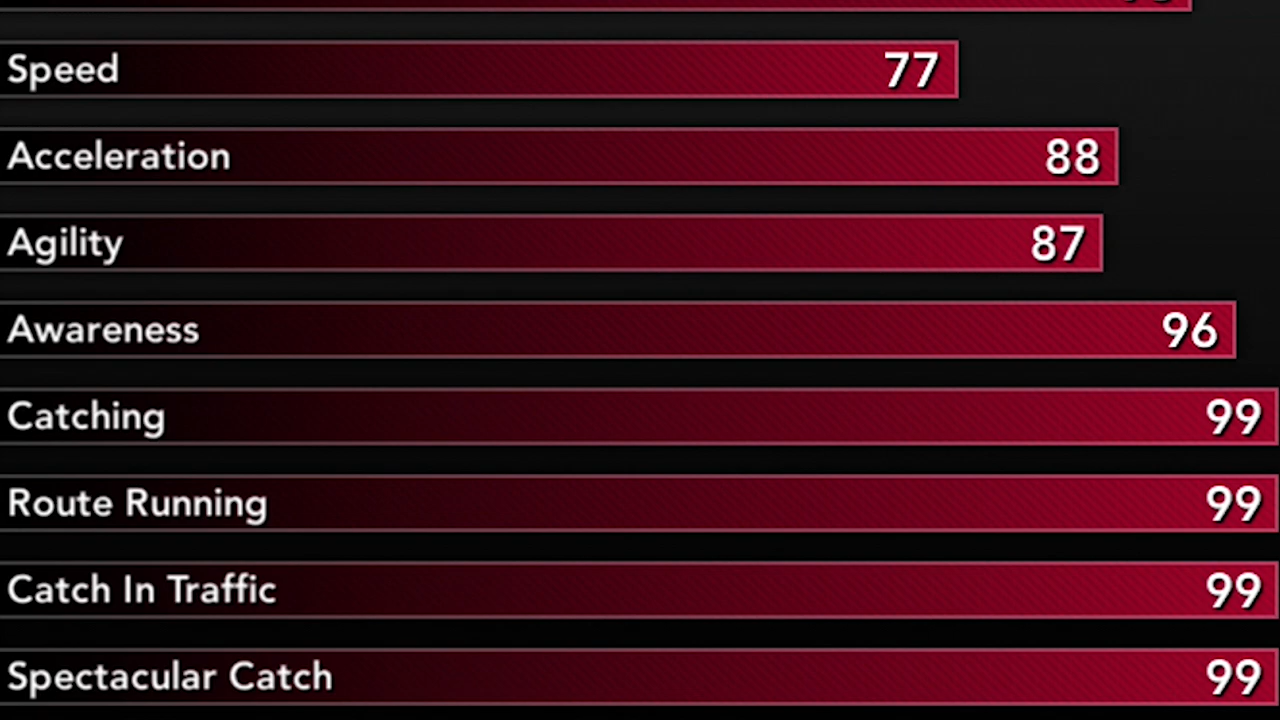 Speed 77
Acceleration 88
Agility 87
Awareness 96
Catching 99
Route Running 99
Catch In Traffic 99
Spectacular Catch 99